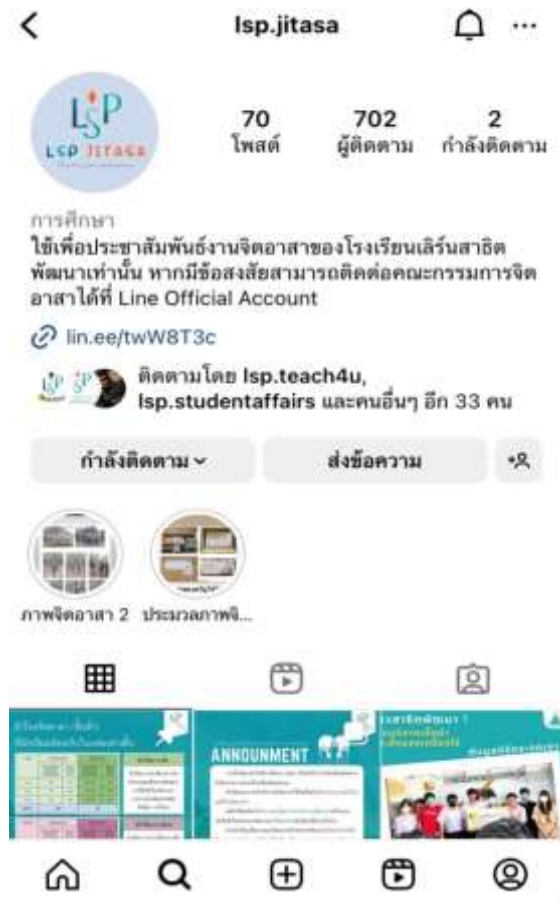 lsp.jitasa
LSP
LSP JITASA
70
โพสต์
702
ผู้ติดตาม
2
กำลังติดตาม
การศึกษา
ใช้เพื่อประชาสัมพันธ์งานจิตอาสาของโรงเรียนเลิร์นสาธิต
พัฒนาเท่านั้น หากมีข้อสงสัยสามารถติดต่อคณะกรรมการจิต
อาสาได้ที่ Line Official Account
lin.ee/twW8T3c
ติดตามโดย lsp.teach4u,
lsp.studentaffairs และคนอื่นๆ อีก 33 คน
กำลังติดตาม
ส่งข้อความ
ภาพจิตอาสา 2
ประมวลภาพจิ...
ANNOUNMENT